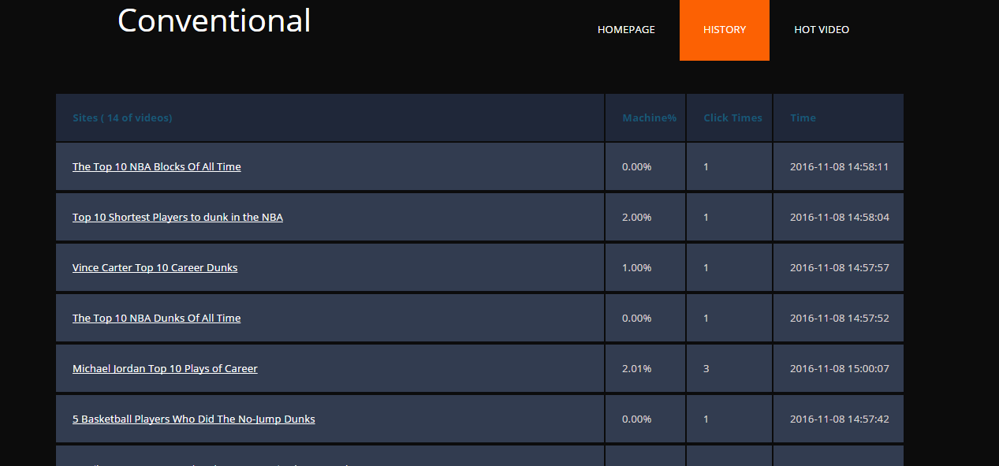 Conventional
HOMEPAGE HISTORY HOT VIDEO
Sites ( 14 of videos) Machine% Click Times Time
The Top 10 NBA Blocks Of All Time 0.00% 1 2016-11-08 14:58:11
Top 10 Shortest Players to dunk in the NBA 2.00% 1 2016-11-08 14:58:04
Vince Carter Top 10 Career Dunks 1.00% 1 2016-11-08 14:57:57
The Top 10 NBA Dunks Of All Time 0.00% 1 2016-11-08 14:57:52
Michael Jordan Top 10 Plays of Career 2.01% 3 2016-11-08 15:00:07
5 Basketball Players Who Did The No-Jump Dunks 0.00% 1 2016-11-08 14:57:42